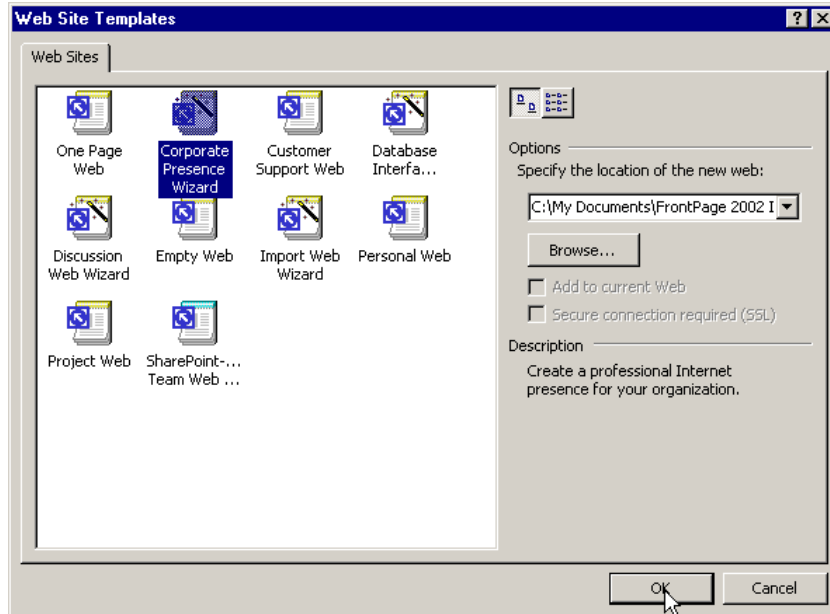 Web Site Templates
Web Sites
One Page
Web
Corporate
Presence
Wizard
Customer
Support Web
Database
Interfa...
Discussion
Web Wizard
Empty Web
Import Web
Wizard
Personal Web
Project Web
SharePoint-...
Team Web ...
Options
Specify the location of the new web:
C:\My Documents\FrontPage 2002 I
Browse...
Add to current Web
Secure connection required (SSL)
Description
Create a professional Internet
presence for your organization.
OK
Cancel